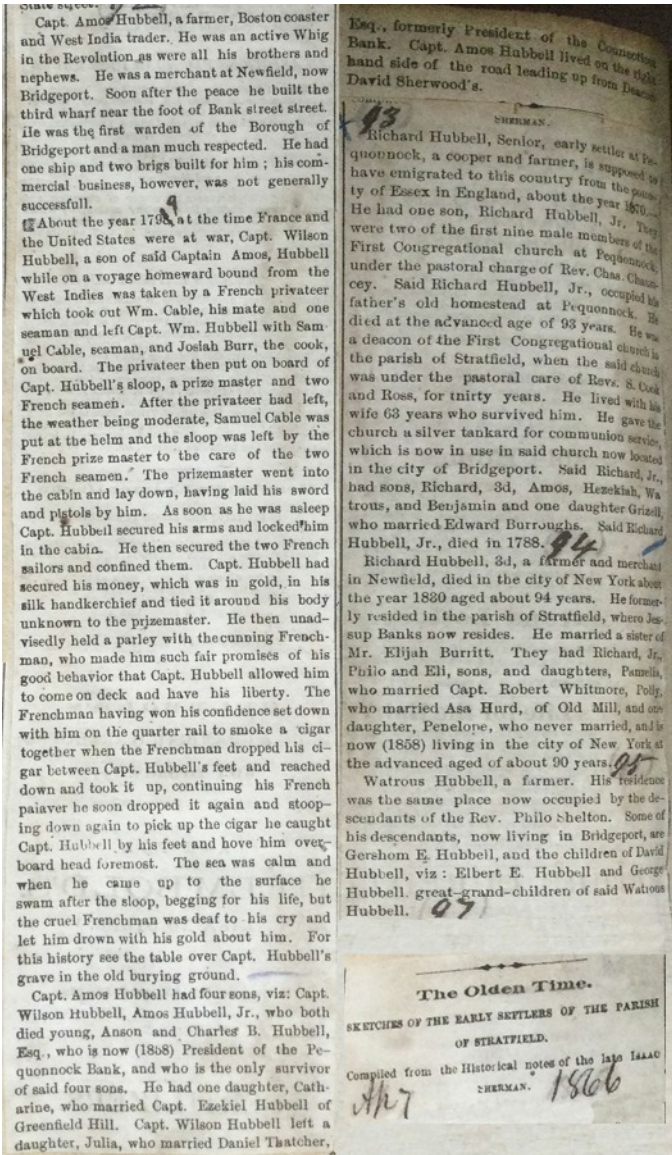 State street.
Capt. Amos Hubbell, a farmer, Boston coaster
and West India trader. He was an active Whig
in the Revolution as were all his brothers and
nephews. He was a merchant at Newfield, now
Bridgeport. Soon after the peace he built the
third wharf near the foot of Bank street street.
He was the first warden of the Borough of
Bridgeport and a man much respected. He had
one ship and two brigs built for him ; his com-
mercial business, however, was not generally
successfull.
9
About the year 1798, at the time France and
the United States were at war, Capt. Wilson
Hubbell, a son of said Captain Amos, Hubbell
while on a voyage homeward bound from the
West Indies was taken by a French privateer
which took out Wm. Cable, his mate and one
seaman and left Capt. Wm. Hubbell with Sam-
uel Cable, seaman, and Josiah Burr, the cook,
on board. The privateer then put on board of
Capt. Hubbell's sloop, a prize master and two
French seamen. After the privateer had left,
the weather being moderate, Samuel Cable was
put at the helm and the sloop was left by the
French prize master to the care of the two
French seamen. The prizemaster went into
the cabin and lay down, having laid his sword
and pistols by him. As soon as he was asleep
Capt. Hubbell secured his arms and locked him
in the cabin. He then secured the two French
sailors and confined them. Capt. Hubbell had
secured his money, which was in gold, in his
silk handkerchief and tied it around his body
unknown to the prizemaster. He then unad-
visedly held a parley with the cunning French-
man, who made him such fair promises of his
good behavior that Capt. Hubbell allowed him
to come on deck and have his liberty. The
Frenchman having won his confidence set down
with him on the quarter rail to smoke a cigar
together when the Frenchman dropped his ci-
gar between Capt. Hubbell's feet and reached
down and took it up, continuing his French
palaver he soon dropped it again and stoop-
ing down again to pick up the cigar he caught
Capt. Hubbell by his feet and hove him over-
board head foremost. The sea was calm and
when he came up to the surface he
swam after the sloop, begging for his life, but
the cruel Frenchman was deaf to his cry and
let him drown with his gold about him. For
this history see the table over Capt. Hubbell's
grave in the old burying ground.
Capt. Amos Hubbell had four sons, viz: Capt.
Wilson Hubbell, Amos Hubbell, Jr., who both
died young, Anson and Charles B. Hubbell,
Esq., who is now (1858) President of the Pe-
quonnock Bank, and who is the only survivor
of said four sons. He had one daughter, Cath-
arine, who married Capt. Ezekiel Hubbell of
Greenfield Hill. Capt. Wilson Hubbell left a
daughter, Julia, who married Daniel Thatcher,
Esq., formerly President of the Connecticut
Bank. Capt. Amos Hubbell lived on the right
hand side of the road leading up from Deacon
David Sherwood's.
93
SHERMAN.
Richard Hubbell, Senior, early settler at Pe-
quonnock, a cooper and farmer, is supposed to
have emigrated to this country from the coun-
ty of Essex in England, about the year 1670.—
He had one son, Richard Hubbell, Jr. They
were two of the first nine male members of the
First Congregational church at Pequonnock,
under the pastoral charge of Rev. Chas. Chaun-
cey. Said Richard Hubbell, Jr., occupied his
father's old homestead at Pequonnock. He
died at the advanced age of 93 years. He was
a deacon of the First Congregational church in
the parish of Stratfield, when the said church
was under the pastoral care of Revs. S. Cook
and Ross, for thirty years. He lived with his
wife 63 years who survived him. He gave the
church a silver tankard for communion service,
which is now in use in said church now located
in the city of Bridgeport. Said Richard, Jr.,
had sons, Richard, 3d, Amos, Hezekiah, Wa
trous, and Benjamin and one daughter Grizell,
who married Edward Burroughs. Said Richard
Hubbell, Jr., died in 1788. 94
Richard Hubbell, 3d, a farmer and merchant
in Newfield, died in the city of New York about
the year 1830 aged about 94 years. He former-
ly resided in the parish of Stratfield, where Jes-
sup Banks now resides. He married a sister of
Mr. Elijah Burritt. They had Richard, Jr.,
Philo and Eli, sons, and daughters, Pamelia,
who married Capt. Robert Whitmore, Polly,
who married Asa Hurd, of Old Mill, and one
daughter, Penelope, who never married, and is
now (1858) living in the city of New York at
the advanced aged of about 90 years. 95
Watrous Hubbell, a farmer. His residence
was the same place now occupied by the de-
scendants of the Rev. Philo Shelton. Some of
his descendants, now living in Bridgeport, are
Gershom E. Hubbell, and the children of David
Hubbell, viz : Elbert E. Hubbell and George
Hubbell. great-grand-children of said Watrous
Hubbell. 97
The Olden Time.
SKETCHES OF THE EARLY SETTLERS OF THE PARISH
OF STRATFIELD.
Compiled from the Historical notes of the late ISAAC
SHERMAN. 1866
Ap 7